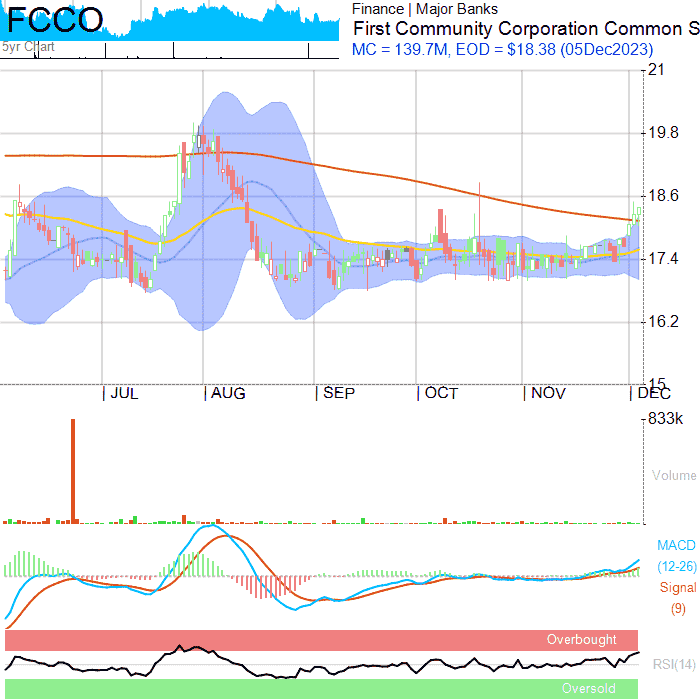 FCCO
5yr Chart
Finance | Major Banks
First Community Corporation Common S
MC = 139.7M, EOD = $18.38 (05Dec2023)
21
19.8
18.6
17.4
16.2
15
JUL AUG SEP OCT NOV DEC
833k
Volume
MACD
(12-26)
Signal
(9)
Overbought
RSI(14)
Oversold